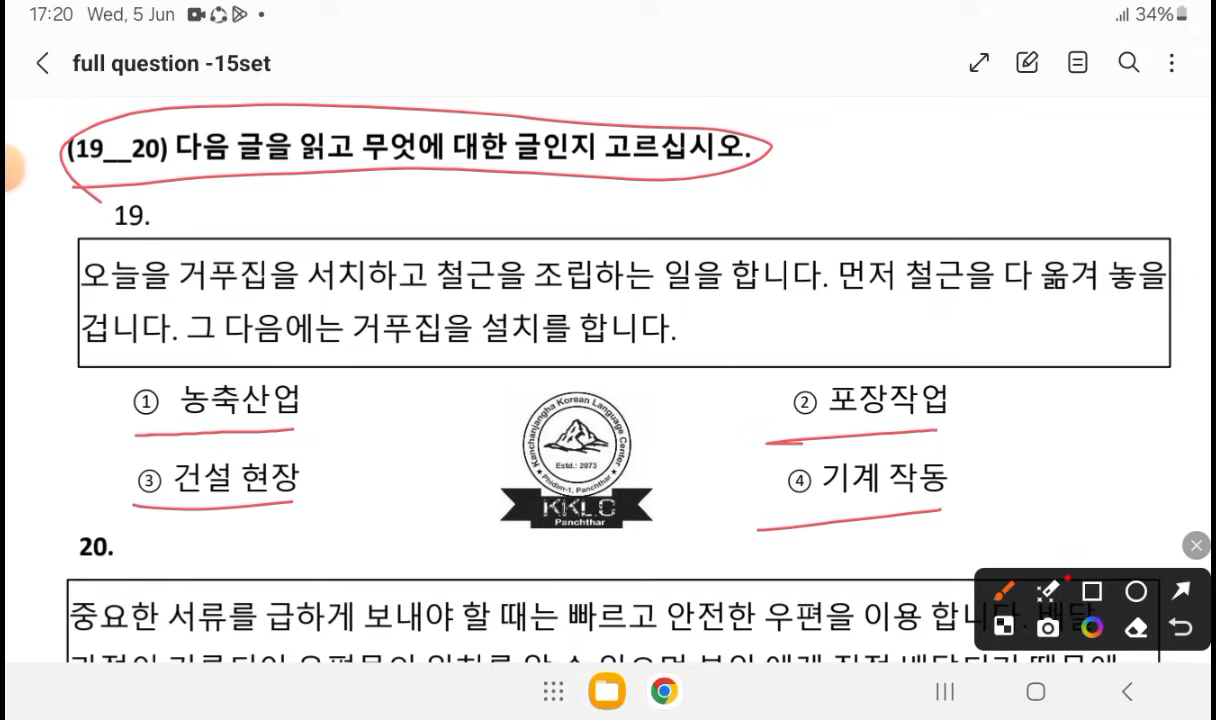 17:20 Wed, 5 Jun
34%
full question -15set
(19__20) 다음 글을 읽고 무엇에 대한 글인지 고르십시오.
19.
오늘을 거푸집을 서치하고 철근을 조립하는 일을 합니다. 먼저 철근을 다 옮겨 놓을
겁니다. 그 다음에는 거푸집을 설치를 합니다.
① 농축산업
② 포장작업
③ 건설 현장
④ 기계 작동
Kanchanjangha Korean Language Center
Estd.: 2073
Phidim-1, Panchthar
KKLC
Panchthar
20.
중요한 서류를 급하게 보내야 할 때는 빠르고 안전한 우편을 이용 합니다. 배달